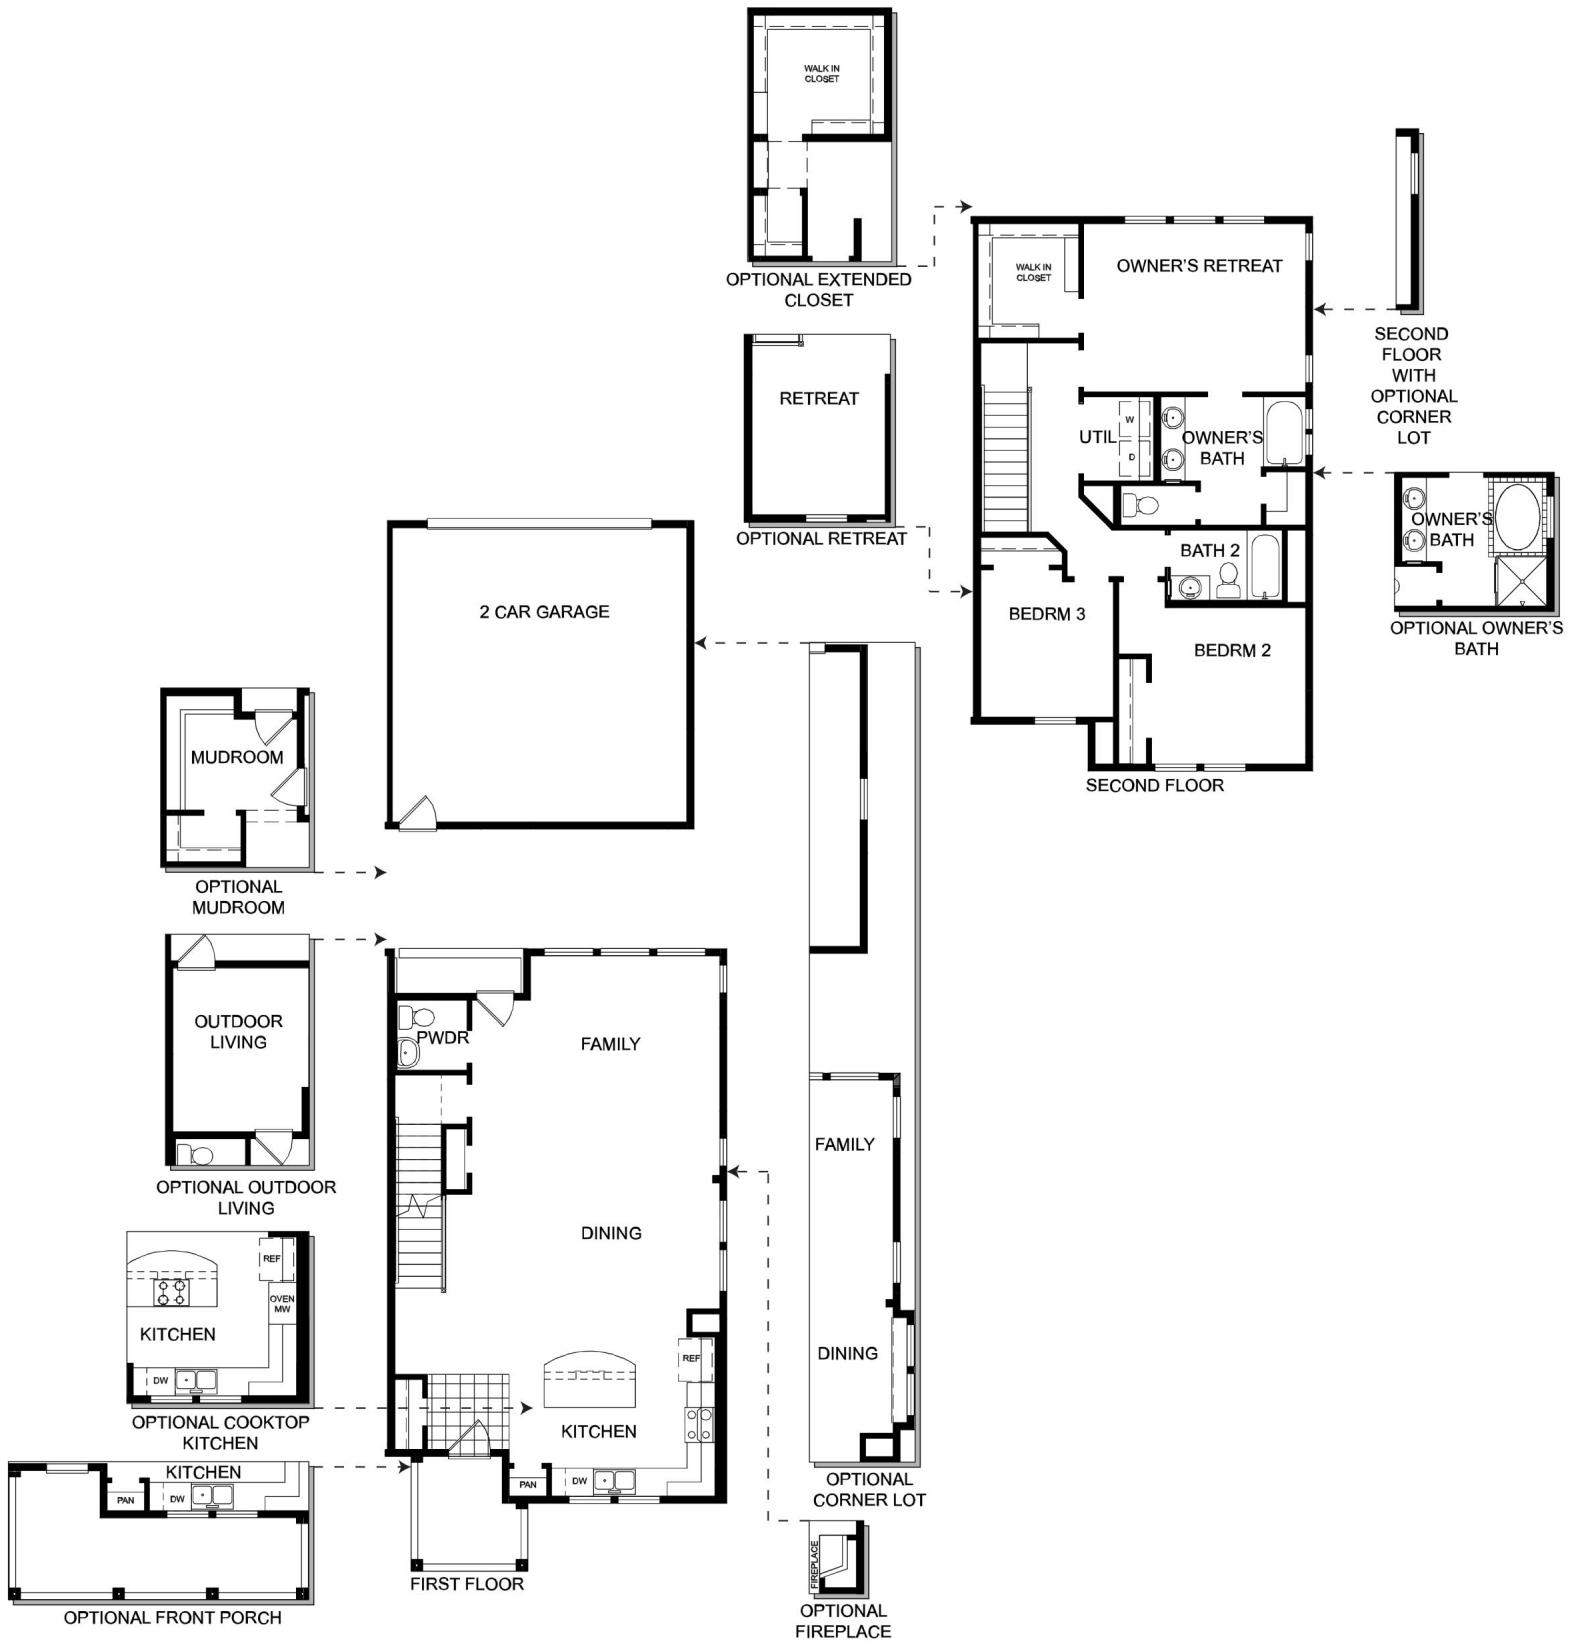 WALK IN
CLOSET
OPTIONAL EXTENDED
CLOSET
WALK IN
CLOSET
OWNER'S RETREAT
SECOND
FLOOR
WITH
OPTIONAL
CORNER
LOT
RETREAT
OPTIONAL RETREAT
UTIL
W
D
OWNER'S
BATH
BATH 2
BEDRM 3
BEDRM 2
SECOND FLOOR
OWNER'S
BATH
OPTIONAL OWNER'S
BATH
2 CAR GARAGE
MUDROOM
OPTIONAL
MUDROOM
OUTDOOR
LIVING
OPTIONAL OUTDOOR
LIVING
PWDR
FAMILY
DINING
REF
KITCHEN
PAN
DW
FIRST FLOOR
FAMILY
DINING
OPTIONAL
CORNER LOT
REF
OVEN
MW
KITCHEN
DW
OPTIONAL COOKTOP
KITCHEN
KITCHEN
PAN
DW
OPTIONAL FRONT PORCH
FIREPLACE
OPTIONAL
FIREPLACE